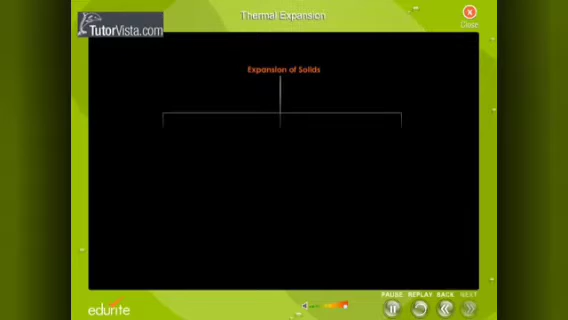 Thermal Expansion
Close
TutorVista.com
Expansion of Solids
PAUSE REPLAY BACK NEXT
edurite